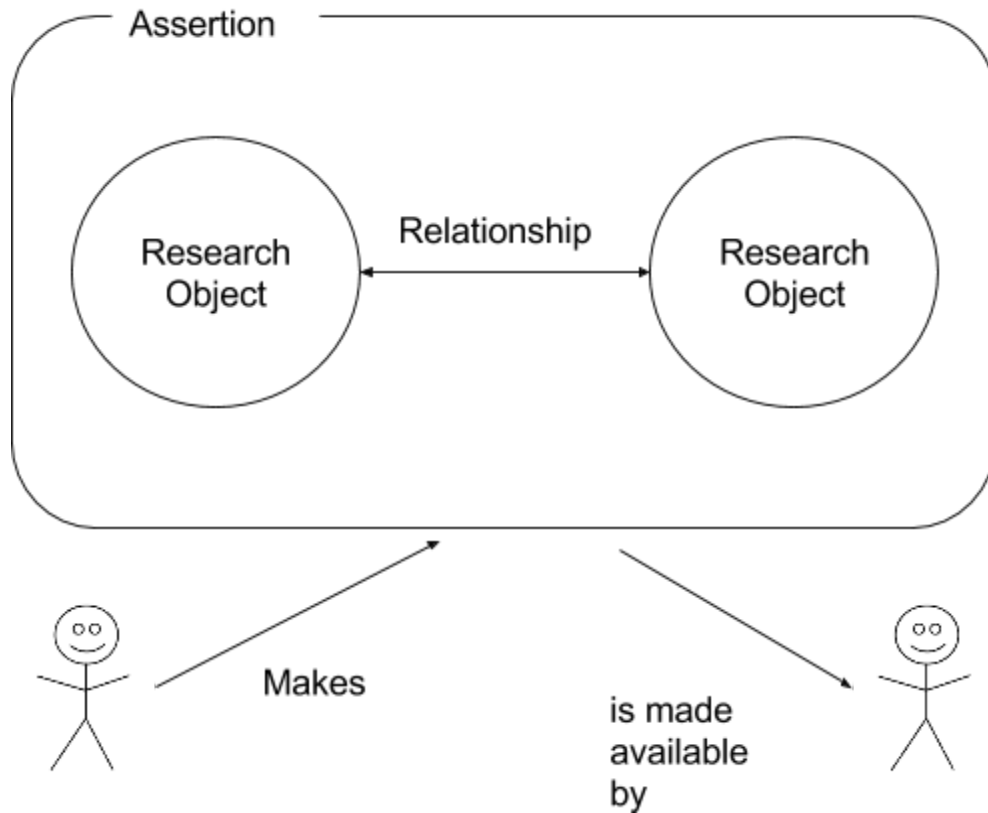 Assertion
Relationship
Research
Object
Research
Object
Makes
is made
available
by